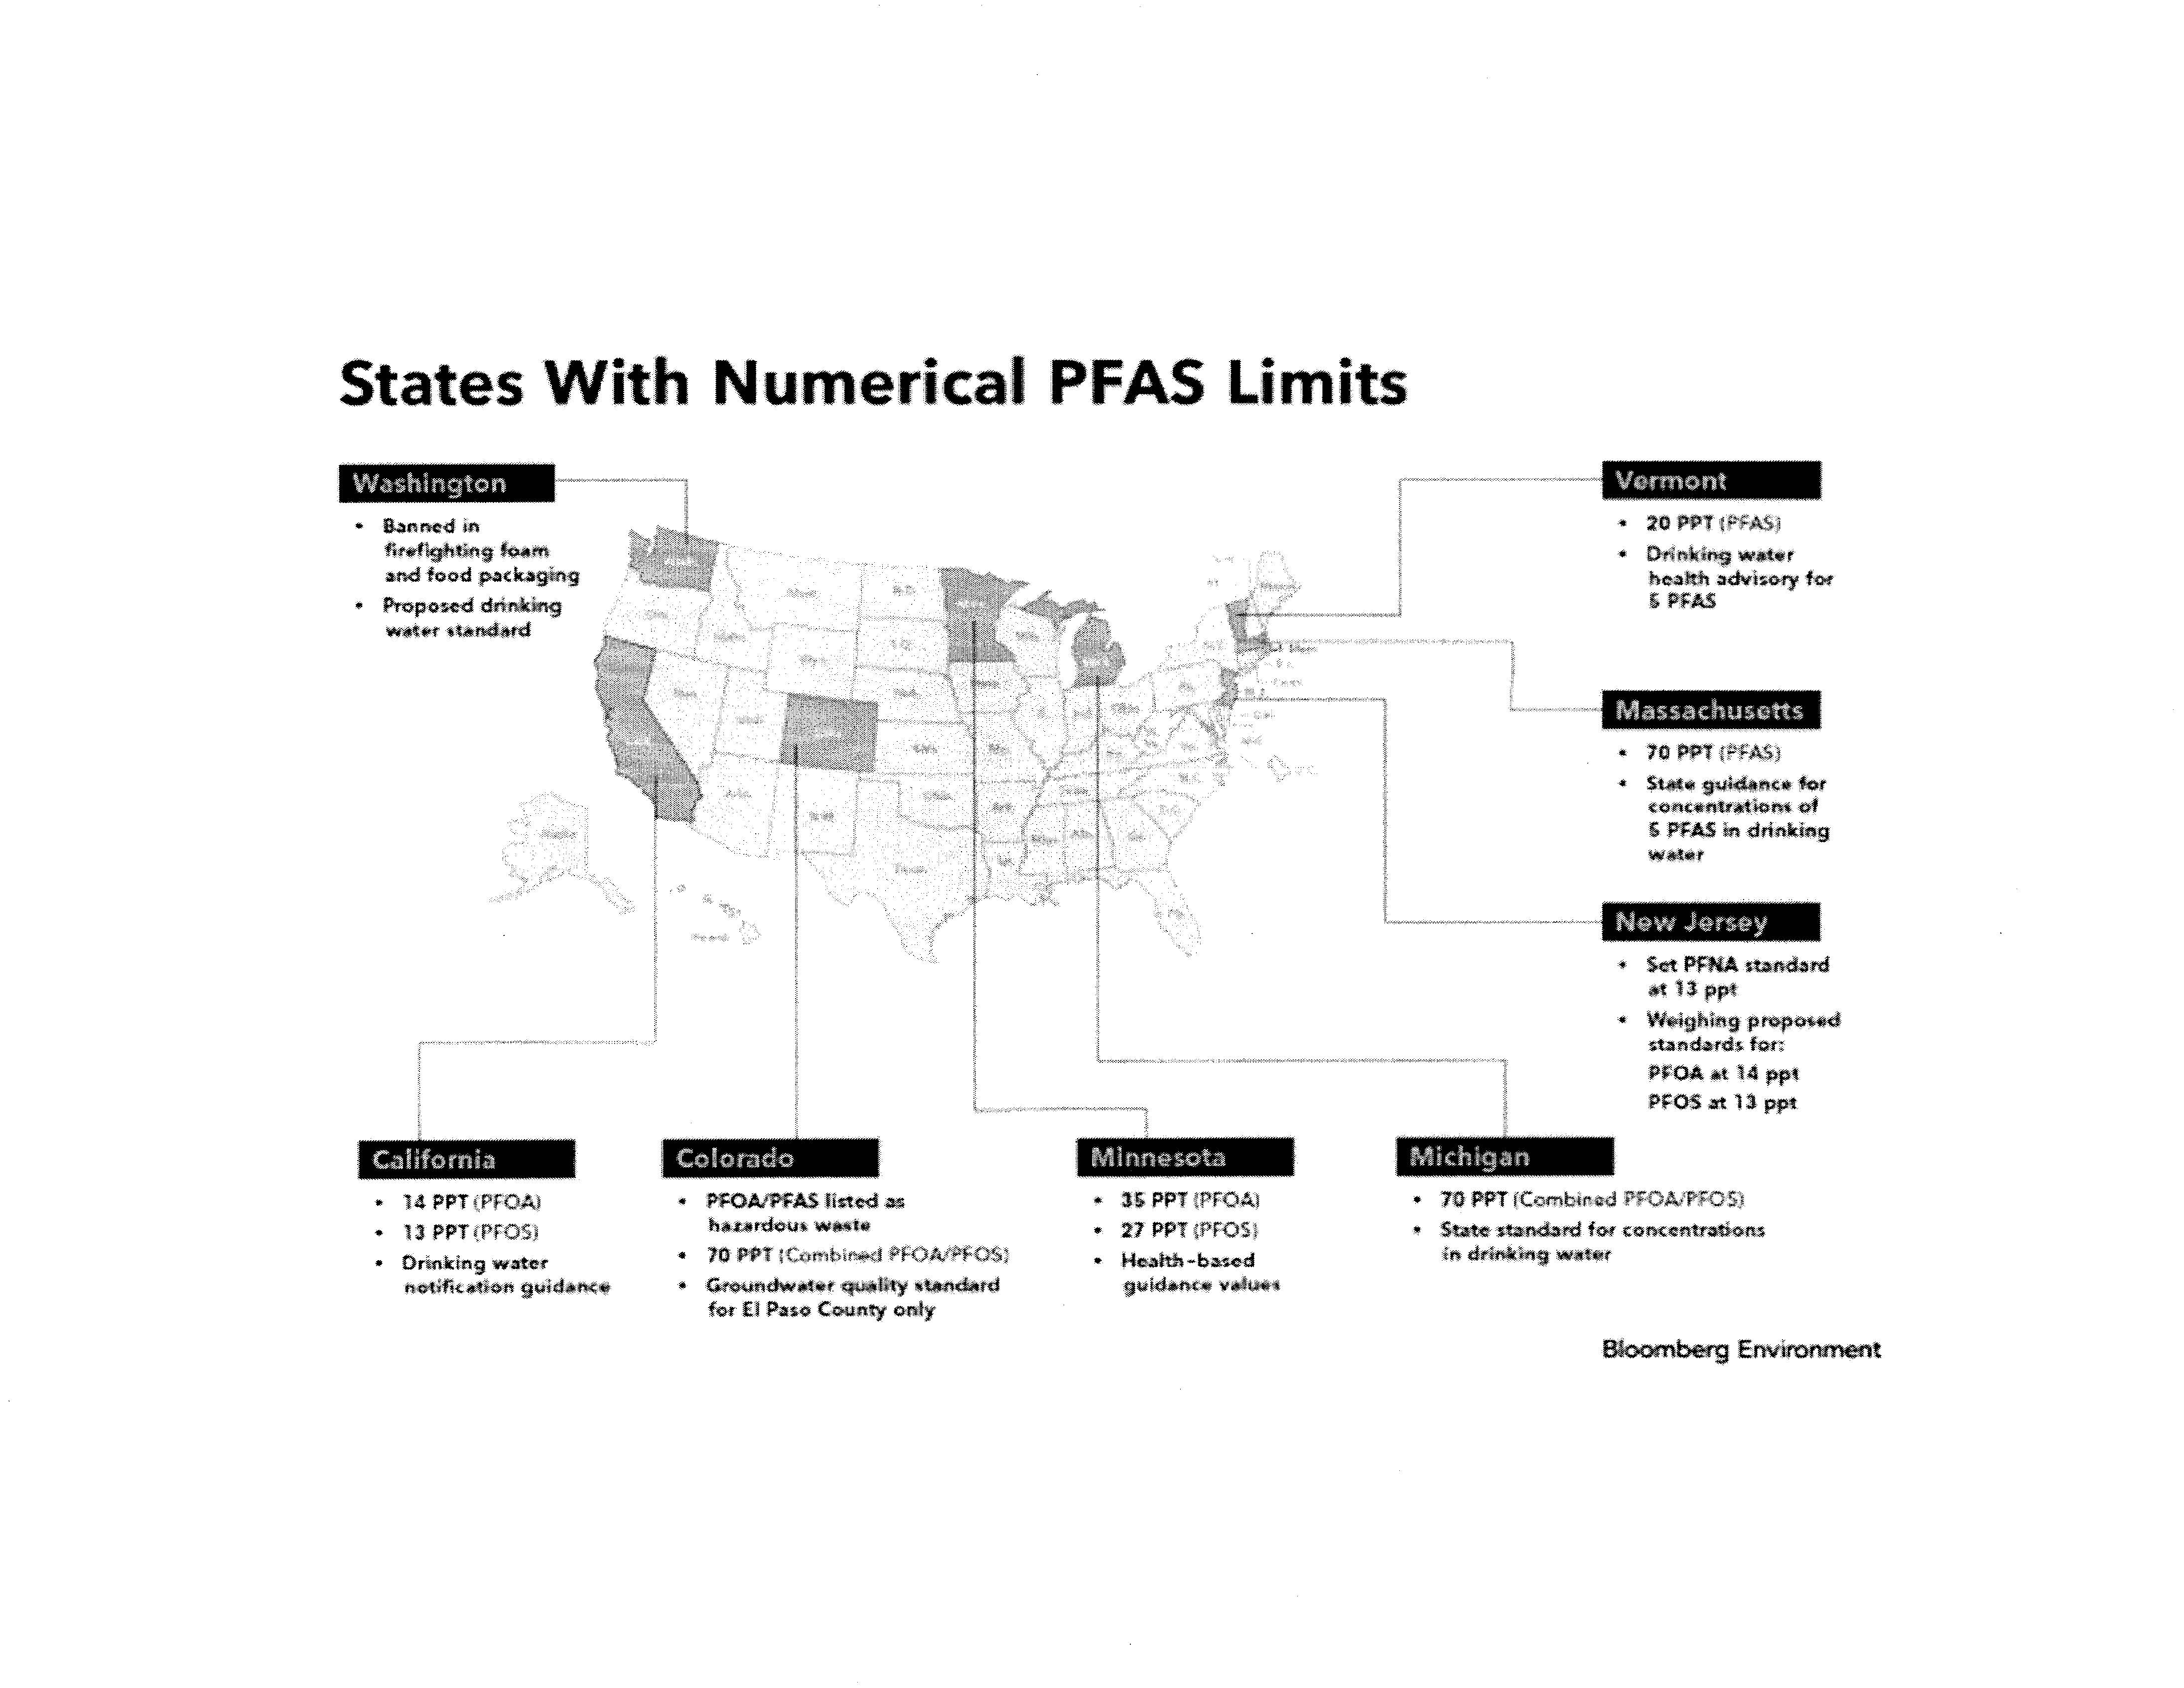 States With Numerical PFAS Limits
Washington
• Banned in
firefighting foam
and food packaging
• Proposed drinking
water standard
Vermont
• 20 PPT (PFAS)
• Drinking water
health advisory for
5 PFAS
Massachusetts
• 70 PPT (PFAS)
• State guidance for
concentrations of
5 PFAS in drinking
water
New Jersey
• Set PFNA standard
at 13 ppt
• Weighing proposed
standards for:
PFOA at 14 ppt
PFOS at 13 ppt
California
• 14 PPT (PFOA)
• 13 PPT (PFOS)
• Drinking water
notification guidance
Colorado
• PFOA/PFAS listed as
hazardous waste
• 70 PPT (Combined PFOA/PFOS)
• Groundwater quality standard
for El Paso County only
Minnesota
• 35 PPT (PFOA)
• 27 PPT (PFOS)
• Health-based
guidance values
Michigan
• 70 PPT (Combined PFOA/PFOS)
• State standard for concentrations
in drinking water
Bloomberg Environment